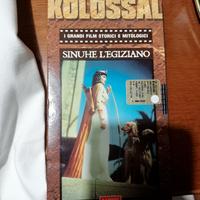 KOLOSSAL
I GRANDI FILM STORICI E MITOLOGICI
SINUHE L'EGIZIANO